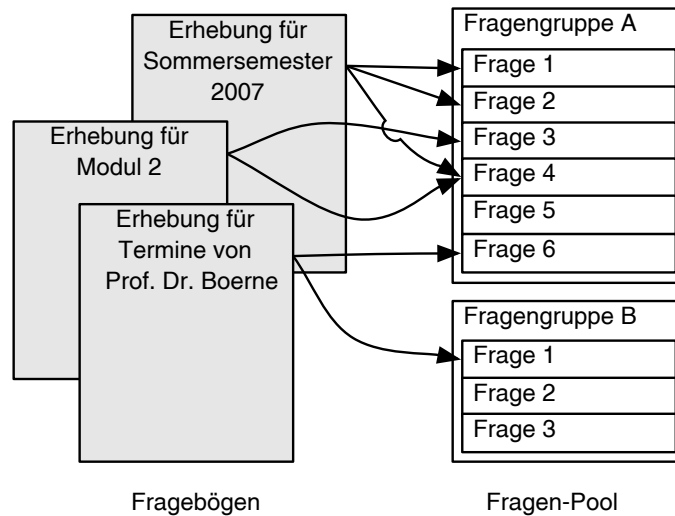 Erhebung für
Sommersemester
2007
Erhebung für
Modul 2
Erhebung für
Termine von
Prof. Dr. Boerne
Fragebögen
Fragengruppe A
Frage 1
Frage 2
Frage 3
Frage 4
Frage 5
Frage 6
Fragengruppe B
Frage 1
Frage 2
Frage 3
Fragen-Pool